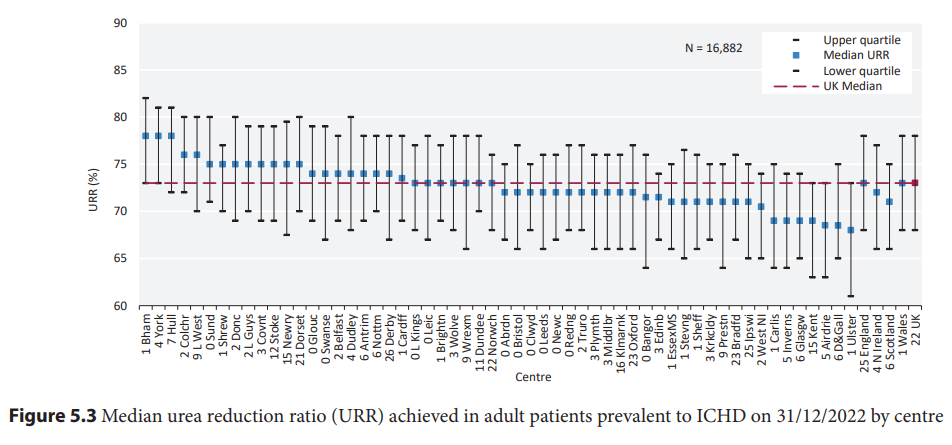 90
N = 16,882
Upper quartile
Median URR
Lower quartile
UK Median
85
80
75
70
65
60
URR (%)
1 Bham
4 York
7 Hull
2 Colchr
9 L West
0 Sund
1 Shrew
2 Donc
2 L Guys
3 Covnt
12 Stoke
15 Newry
21 Dorset
0 Glouc
0 Swanse
2 Belfast
4 Dudley
6 Antrim
6 Nottm
26 Derby
1 Cardff
0 L Kings
0 Leic
1 Brightn
3 Wolve
9 Wrexm
11 Dundee
22 Norwch
0 Abrdn
0 Bristol
0 Clwyd
0 Leeds
0 Newc
0 Redng
2 Truro
3 Plymth
3 Middlbr
16 Klmarnk
23 Oxford
0 Bangor
3 Edinb
1 EssexMS
1 Stevng
1 Sheff
3 Krkcldy
9 Prestn
23 Bradfd
25 Ipswi
2 West NI
1 Carlis
5 Inverns
6 Glasgw
15 Kent
5 Airdrie
6 D&Gall
1 Ulster
25 England
4 N Ireland
6 Scotland
1 Wales
22 UK
Centre
Figure 5.3 Median urea reduction ratio (URR) achieved in adult patients prevalent to ICHD on 31/12/2022 by centre